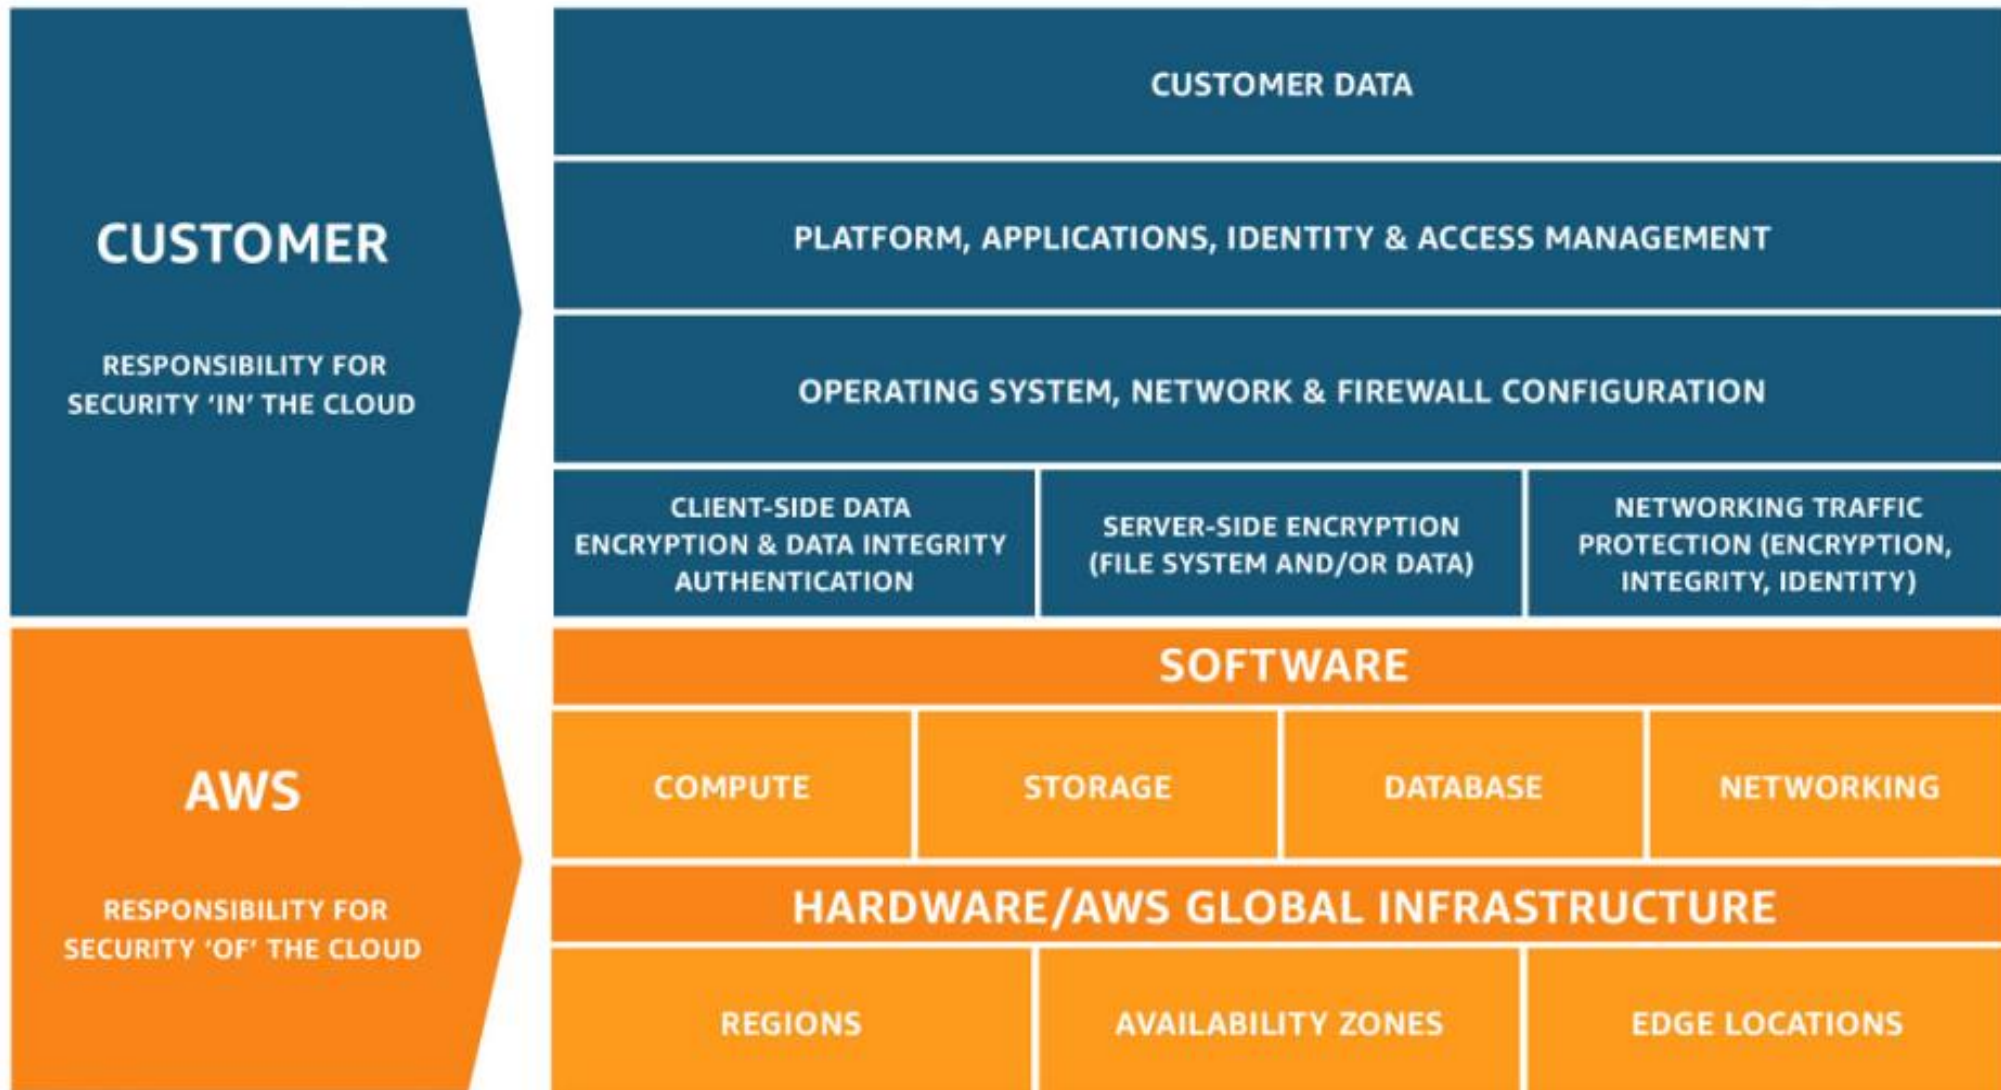 CUSTOMER
RESPONSIBILITY FOR
SECURITY ‘IN’ THE CLOUD
CUSTOMER DATA
PLATFORM, APPLICATIONS, IDENTITY & ACCESS MANAGEMENT
OPERATING SYSTEM, NETWORK & FIREWALL CONFIGURATION
CLIENT-SIDE DATA
ENCRYPTION & DATA INTEGRITY
AUTHENTICATION
SERVER-SIDE ENCRYPTION
(FILE SYSTEM AND/OR DATA)
NETWORKING TRAFFIC
PROTECTION (ENCRYPTION,
INTEGRITY, IDENTITY)
AWS
RESPONSIBILITY FOR
SECURITY ‘OF’ THE CLOUD
SOFTWARE
COMPUTE
STORAGE
DATABASE
NETWORKING
HARDWARE/AWS GLOBAL INFRASTRUCTURE
REGIONS
AVAILABILITY ZONES
EDGE LOCATIONS